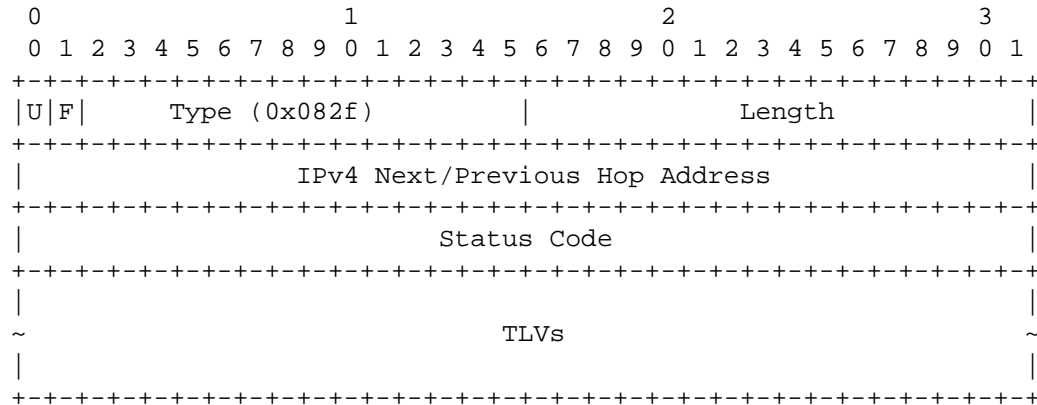 0                   1                   2                   3
 0 1 2 3 4 5 6 7 8 9 0 1 2 3 4 5 6 7 8 9 0 1 2 3 4 5 6 7 8 9 0 1
+-+-+-+-+-+-+-+-+-+-+-+-+-+-+-+-+-+-+-+-+-+-+-+-+-+-+-+-+-+-+-+-+
|U|F|     Type (0x082f)         |             Length            |
+-+-+-+-+-+-+-+-+-+-+-+-+-+-+-+-+-+-+-+-+-+-+-+-+-+-+-+-+-+-+-+-+
|                 IPv4 Next/Previous Hop Address                |
+-+-+-+-+-+-+-+-+-+-+-+-+-+-+-+-+-+-+-+-+-+-+-+-+-+-+-+-+-+-+-+-+
|                          Status Code                          |
+-+-+-+-+-+-+-+-+-+-+-+-+-+-+-+-+-+-+-+-+-+-+-+-+-+-+-+-+-+-+-+-+
|                                                               |
~                              TLVs                             ~
|                                                               |
+-+-+-+-+-+-+-+-+-+-+-+-+-+-+-+-+-+-+-+-+-+-+-+-+-+-+-+-+-+-+-+-+